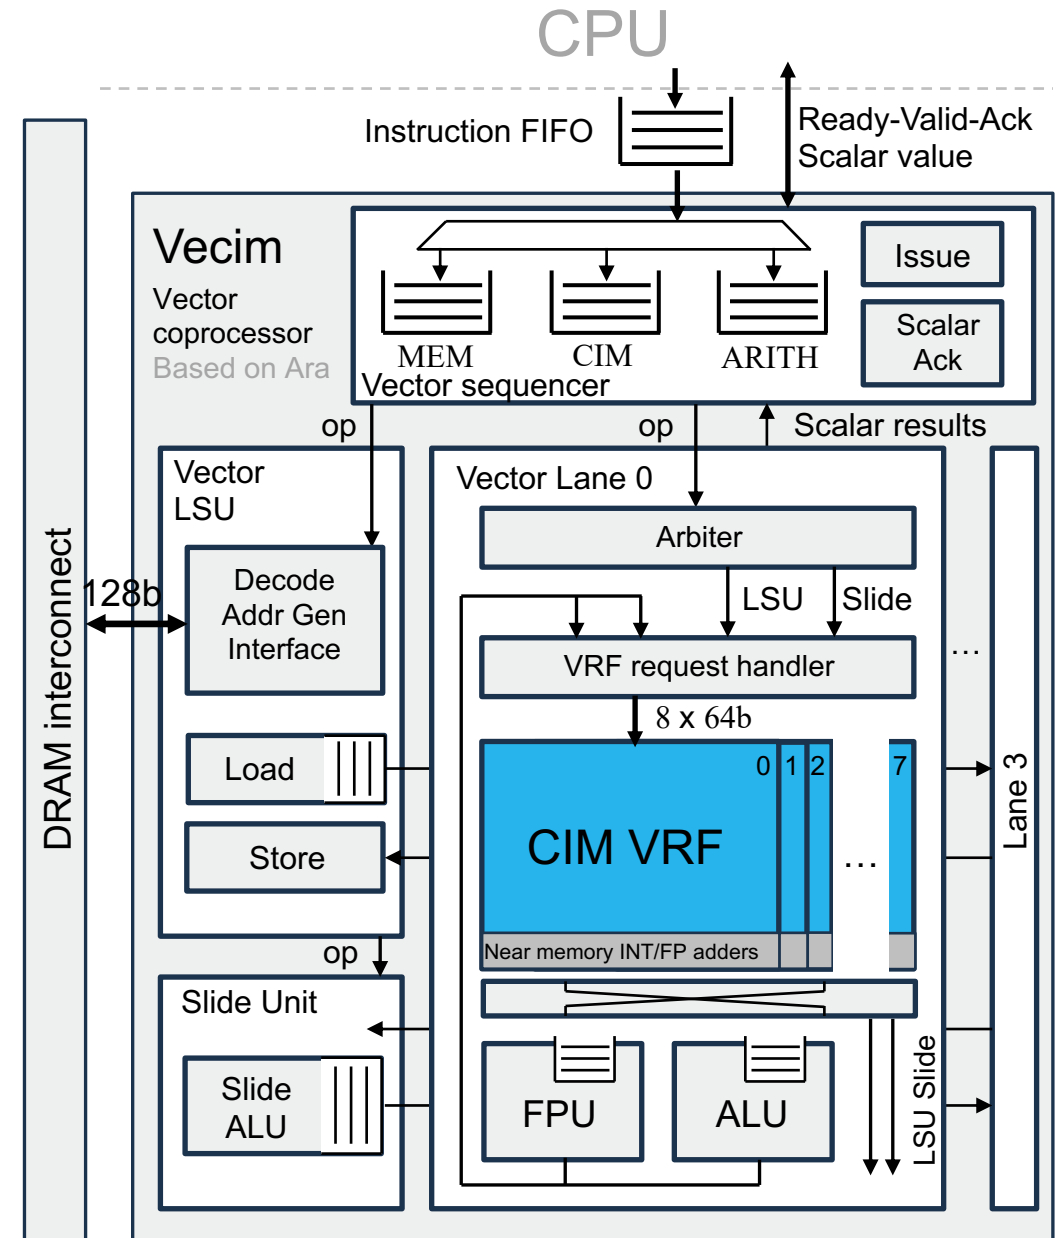 CPU
Instruction FIFO
Ready-Valid-Ack
Scalar value
Vecim
Vector
coprocessor
Based on Ara
MEM
CIM
ARITH
Issue
Scalar
Ack
Vector sequencer
op
op
Scalar results
DRAM interconnect
128b
Vector
LSU
Decode
Addr Gen
Interface
Load
Store
op
Slide Unit
Slide
ALU
Vector Lane 0
Arbiter
LSU
Slide
VRF request handler
8 x 64b
0
1
2
7
CIM VRF
...
Near memory INT/FP adders
FPU
ALU
LSU Slide
...
Lane 3